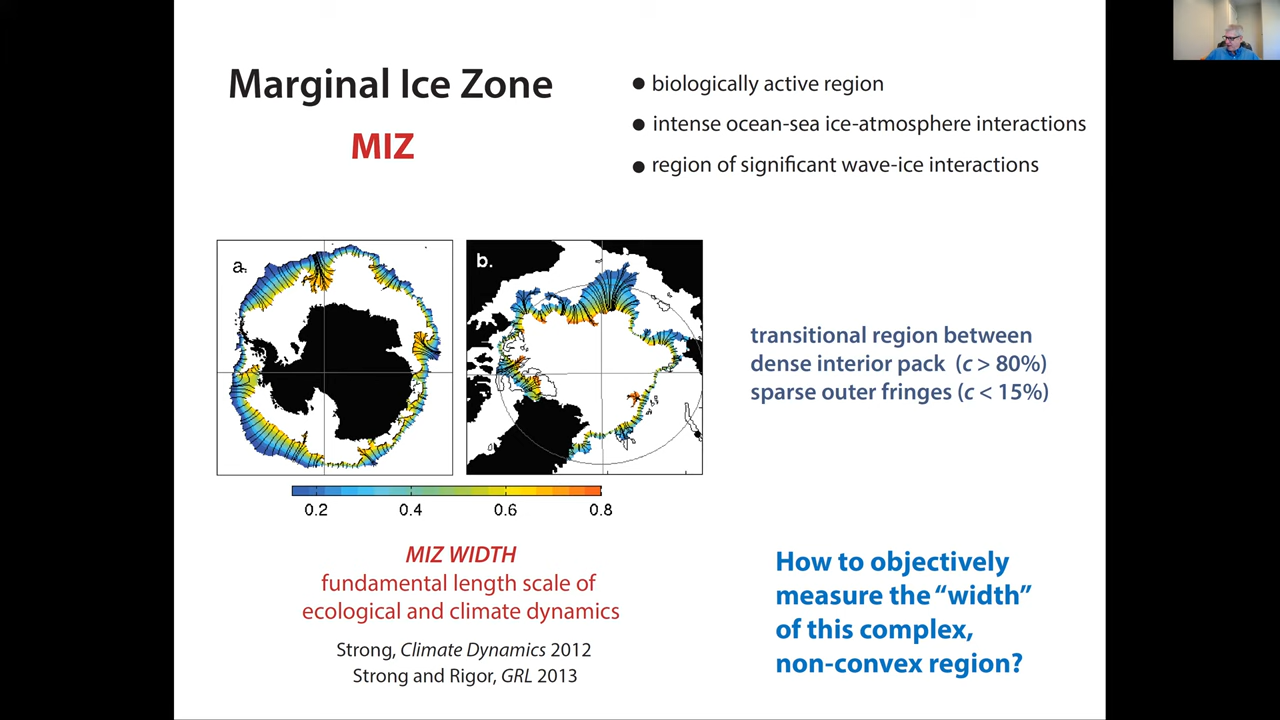 Marginal Ice Zone
MIZ
● biologically active region
● intense ocean-sea ice-atmosphere interactions
● region of significant wave-ice interactions
a.
b.
transitional region between
dense interior pack (c > 80%)
sparse outer fringes (c < 15%)
0.2 0.4 0.6 0.8
MIZ WIDTH
fundamental length scale of
ecological and climate dynamics
Strong, Climate Dynamics 2012
Strong and Rigor, GRL 2013
How to objectively
measure the “width”
of this complex,
non-convex region?